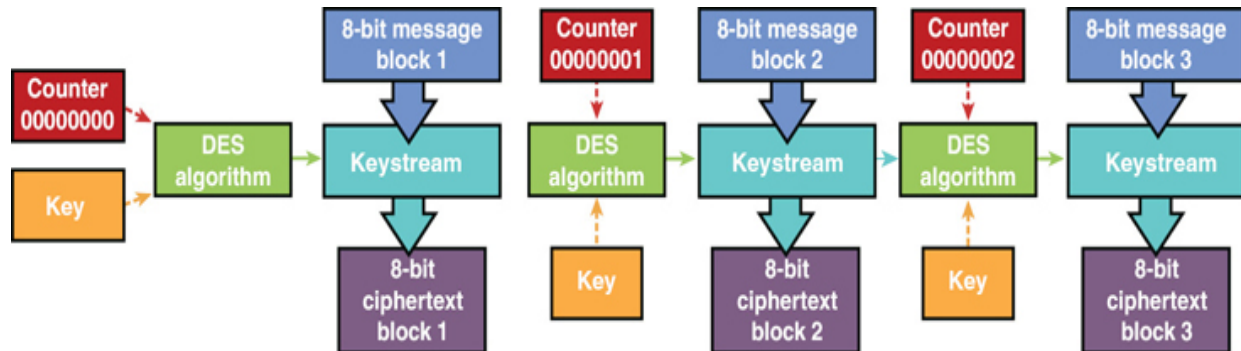 Counter
00000000
Key
DES
algorithm
8-bit message
block 1
Keystream
8-bit
ciphertext
block 1
Counter
00000001
DES
algorithm
Key
8-bit message
block 2
Keystream
8-bit
ciphertext
block 2
Counter
00000002
DES
algorithm
Key
8-bit message
block 3
Keystream
8-bit
ciphertext
block 3